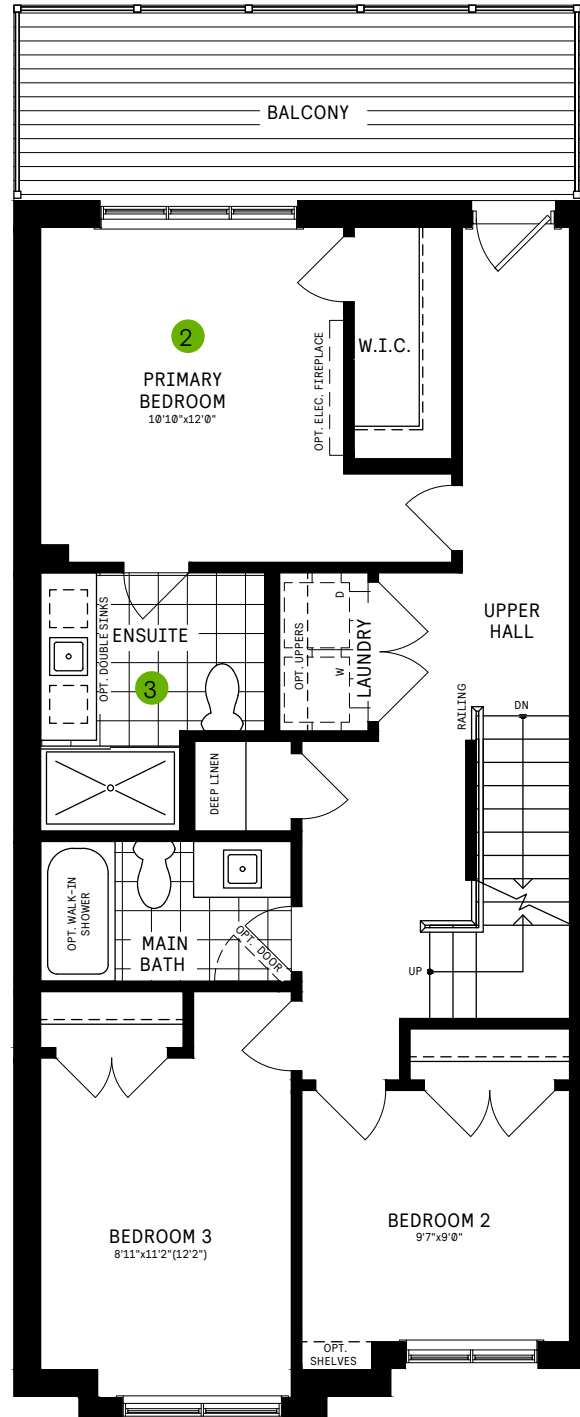 BALCONY
2
PRIMARY
BEDROOM
10'10"x12'0"
OPT. ELEC. FIREPLACE
W.I.C.
ENSUITE
OPT. DOUBLE SINKS
3
OPT. UPPERS
D
W
LAUNDRY
UPPER
HALL
RAILING
DN
DEEP LINEN
OPT. WALK-IN
SHOWER
MAIN
BATH
OPT. DOOR
UP
BEDROOM 3
8'11"x11'2"(12'2")
BEDROOM 2
9'7"x9'0"
OPT.
SHELVES